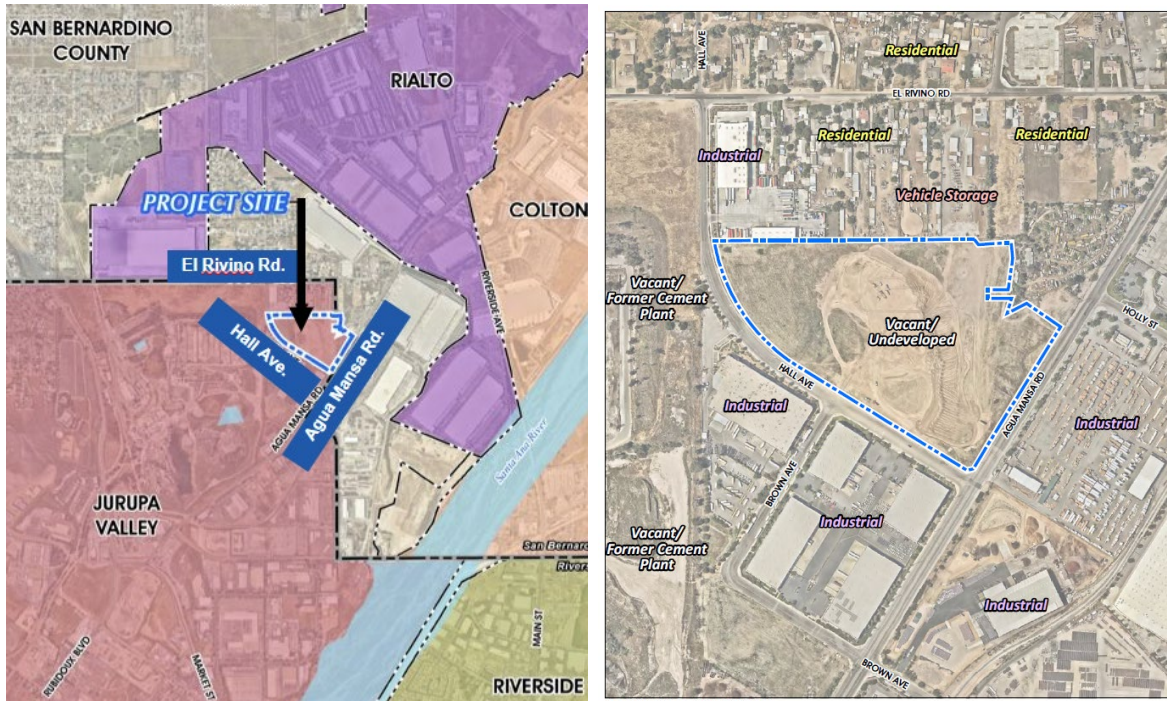 SAN BERNARDINO
COUNTY
RIALTO
PROJECT SITE
COLTON
El Rivino Rd.
RIVERSIDE AVE
Hall Ave.
Agua Mansa Rd.
AGUA MANSA RD
Santa Ana River
JURUPA
VALLEY
San Bernard
Rivers
MAIN ST
RUBIDOUX BLVD
MARKET ST
RIVERSIDE
HALL AVE
Residential
EL RIVINO RD
Residential
Residential
Industrial
Vehicle Storage
Vacant/
Former Cement
Plant
HOLLY ST
Vacant/
Undeveloped
HALL AVE
AGUA MANSA RD
Industrial
Industrial
BROWN AVE
Industrial
Vacant/
Former Cement
Plant
Industrial
BROWN AVE